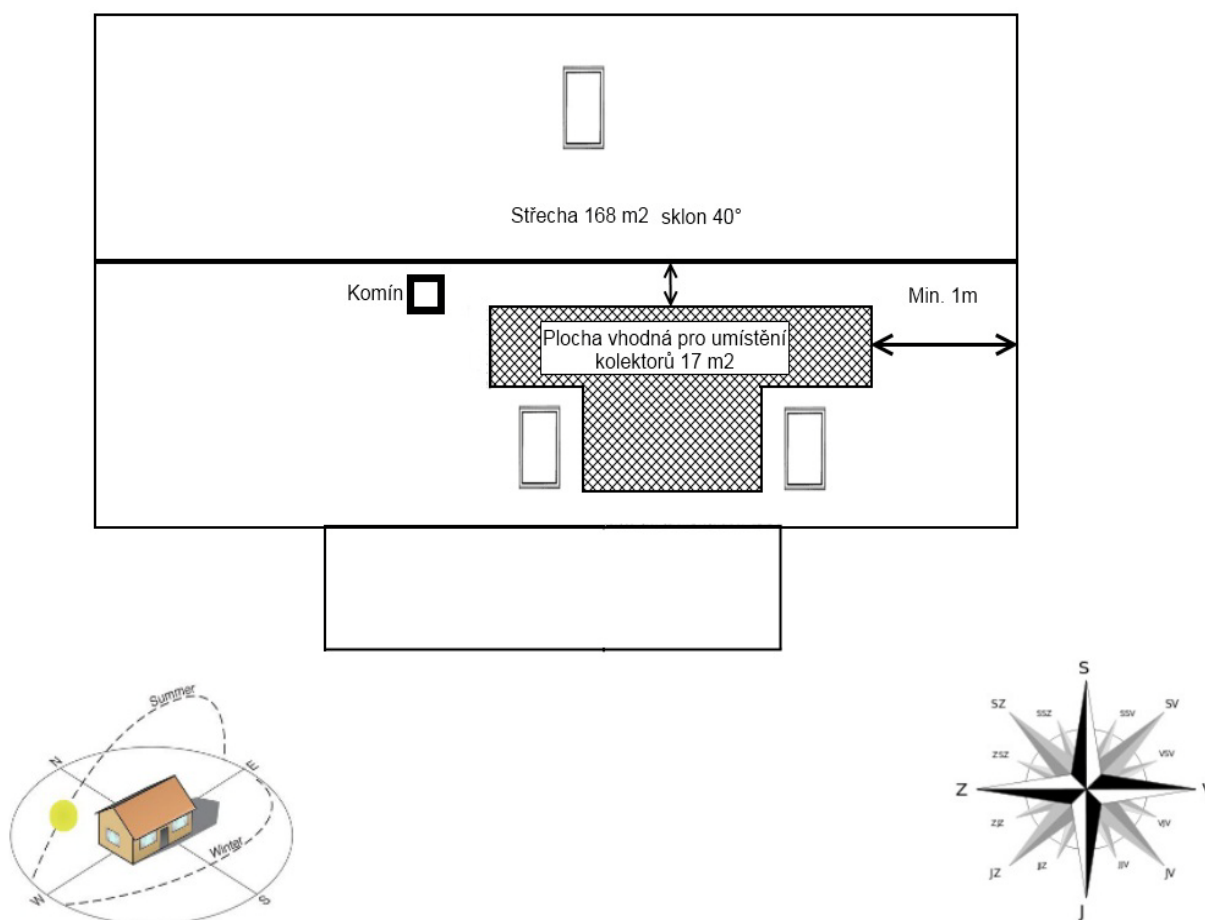 Střecha 168 m2 sklon 40°
Komín
Min. 1m
Plocha vhodná pro umístění
kolektorů 17 m2
Summer
N
E
W
Winter
S
S
SZ
SSZ
SSV
SV
ZSZ
VSV
Z
V
ZJZ
VJV
JZ
JJZ
JJV
JV
J